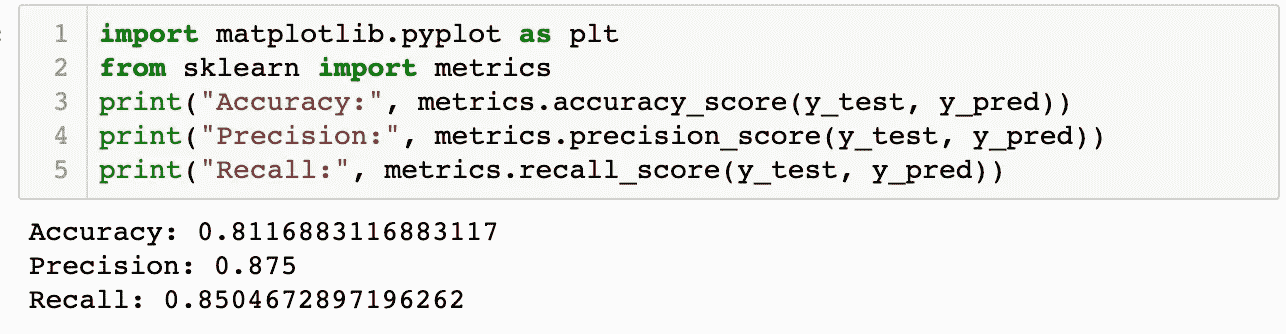 1 import matplotlib.pyplot as plt
2 from sklearn import metrics
3 print("Accuracy:", metrics.accuracy_score(y_test, y_pred))
4 print("Precision:", metrics.precision_score(y_test, y_pred))
5 print("Recall:", metrics.recall_score(y_test, y_pred))
Accuracy: 0.8116883116883117
Precision: 0.875
Recall: 0.8504672897196262